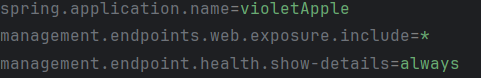 spring.application.name=violetApple
management.endpoints.web.exposure.include=*
management.endpoint.health.show-details=always